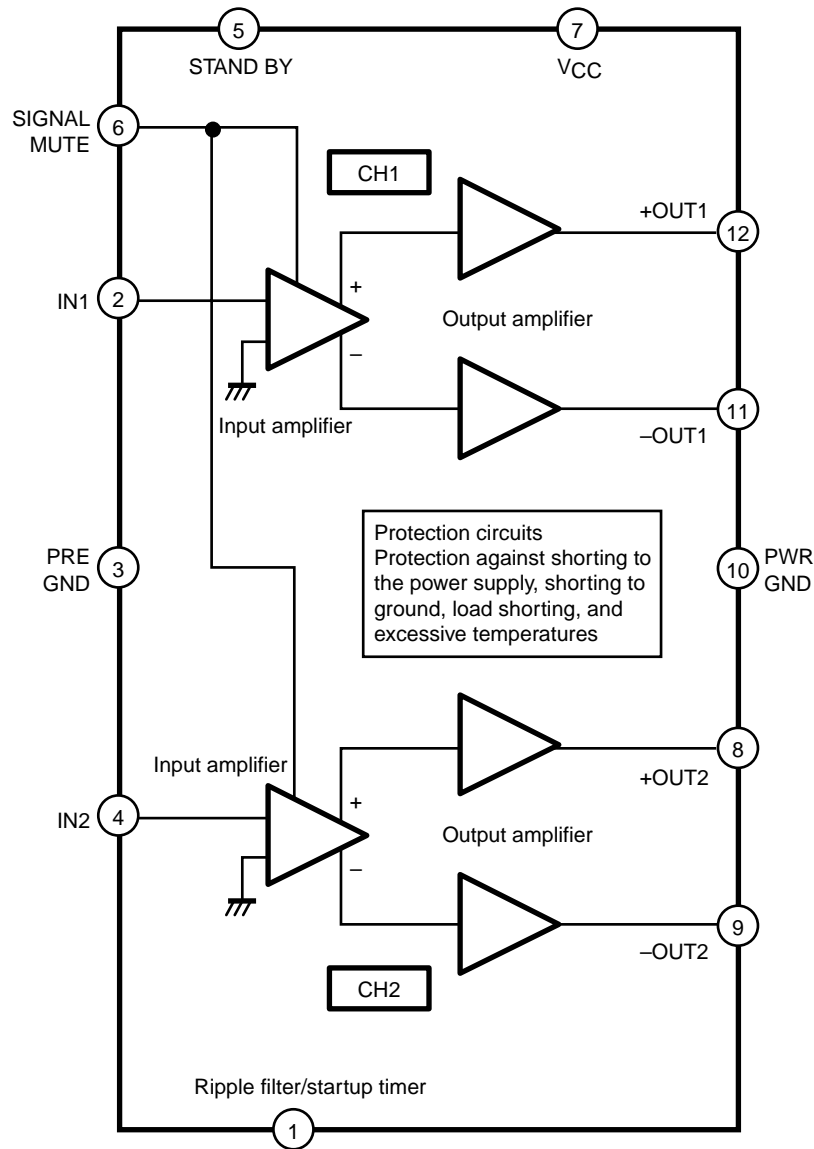 5
7
STAND BY
VCC
SIGNAL
MUTE
6
CH1
+OUT1
12
IN1
2
+
Output amplifier
–
Input amplifier
11
–OUT1
PRE
GND
3
Protection circuits
Protection against shorting to
the power supply, shorting to
ground, load shorting, and
excessive temperatures
10
PWR
GND
Input amplifier
8
+OUT2
IN2
4
+
Output amplifier
–
9
–OUT2
CH2
Ripple filter/startup timer
1